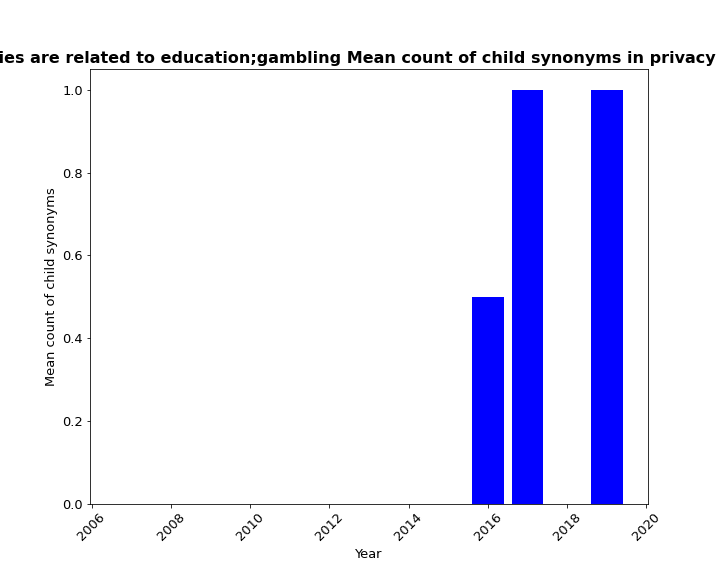 ies are related to education;gambling Mean count of child synonyms in privacy
1.0
0.8
0.6
0.4
0.2
0.0
Mean count of child synonyms
2006 2008 2010 2012 2014 2016 2018 2020
Year